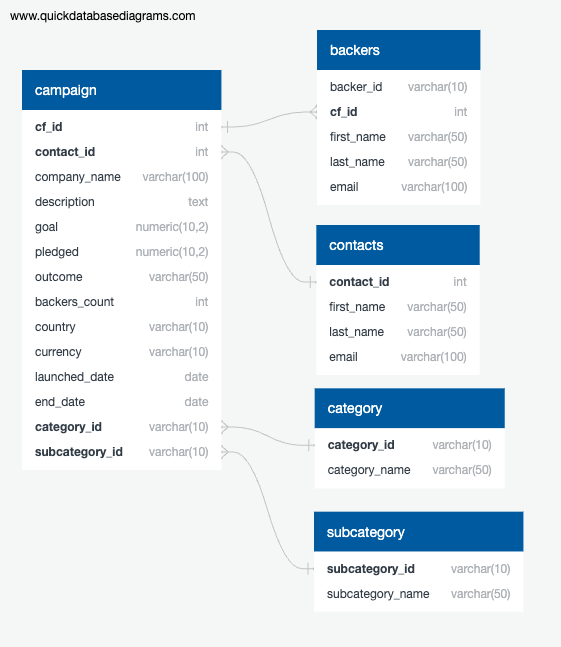 www.quickdatabasediagrams.com
campaign
cf_id int
contact_id int
company_name varchar(100)
description text
goal numeric(10,2)
pledged numeric(10,2)
outcome varchar(50)
backers_count int
country varchar(10)
currency varchar(10)
launched_date date
end_date date
category_id varchar(10)
subcategory_id varchar(10)
backers
backer_id varchar(10)
cf_id int
first_name varchar(50)
last_name varchar(50)
email varchar(100)
contacts
contact_id int
first_name varchar(50)
last_name varchar(50)
email varchar(100)
category
category_id varchar(10)
category_name varchar(50)
subcategory
subcategory_id varchar(10)
subcategory_name varchar(50)